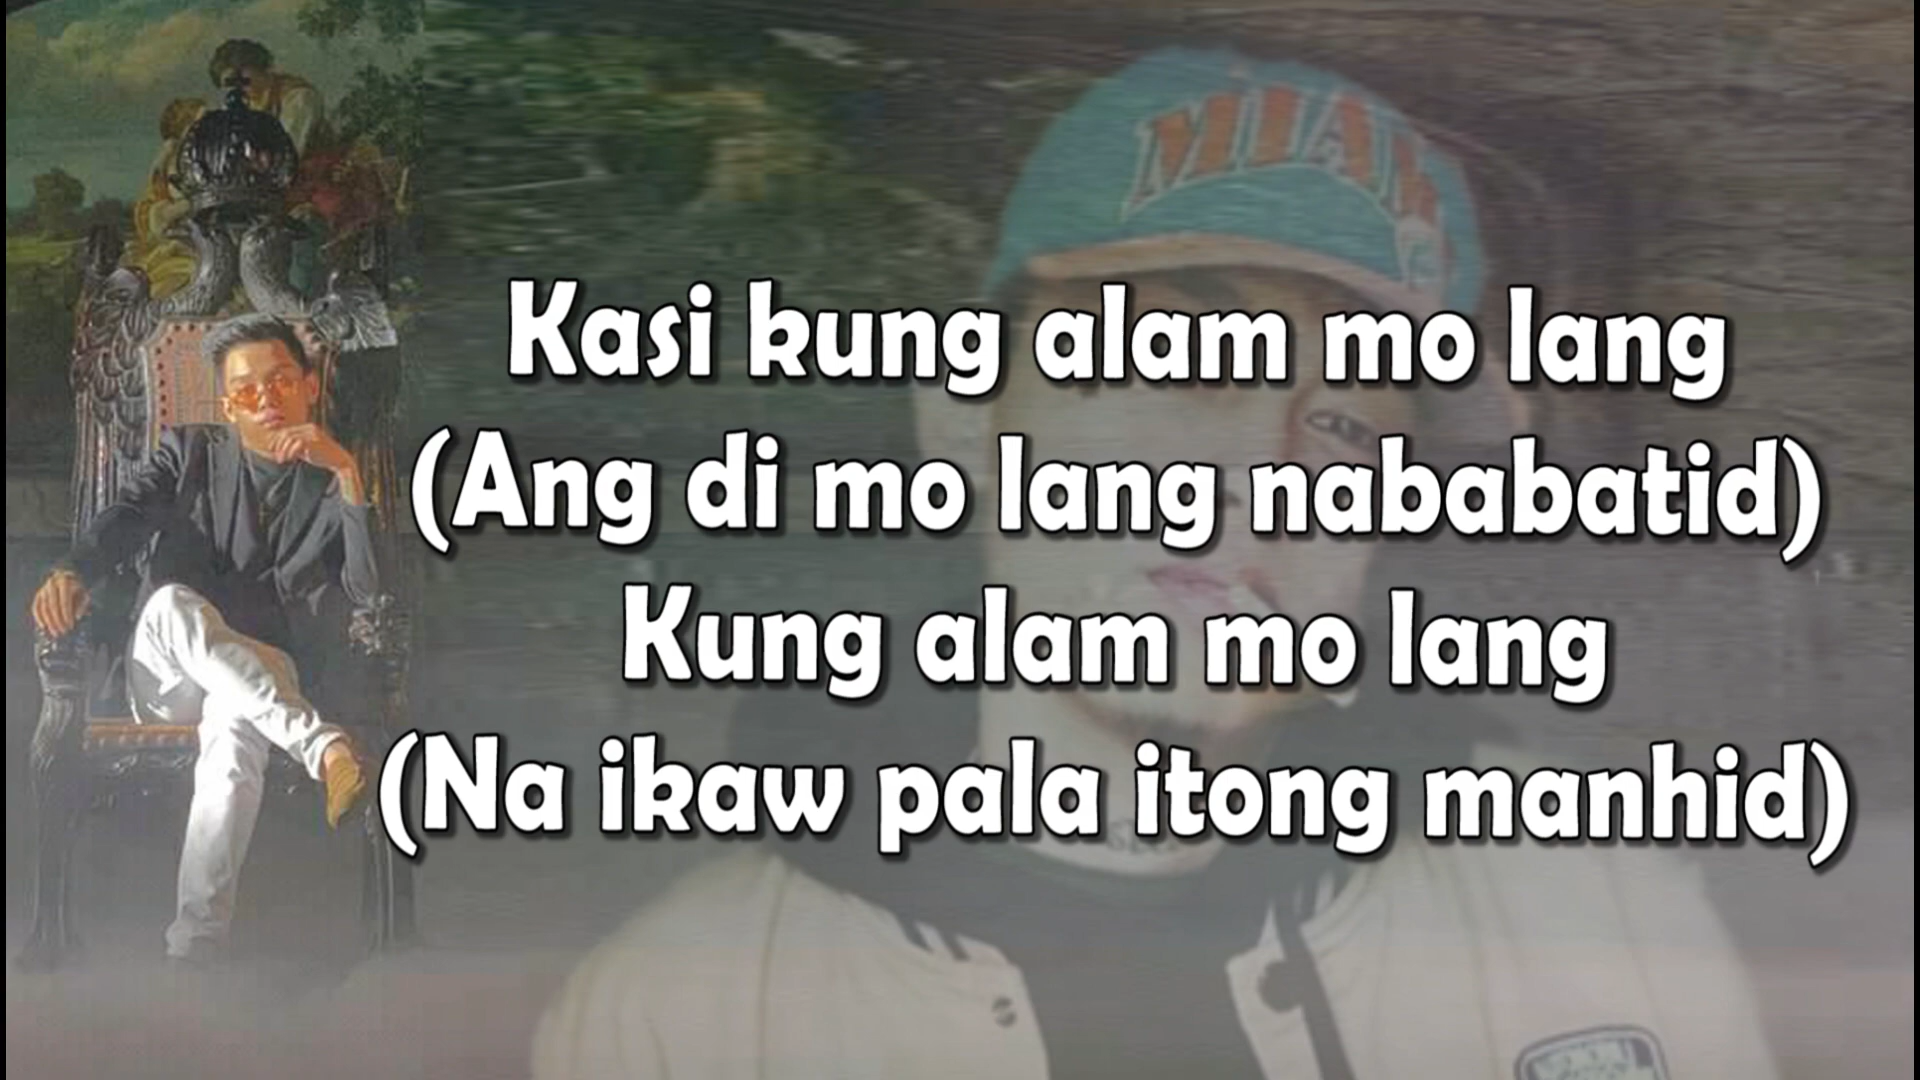 MIAMI
Kasi kung alam mo lang
(Ang di mo lang nababatid)
Kung alam mo lang
(Na ikaw pala itong manhid)